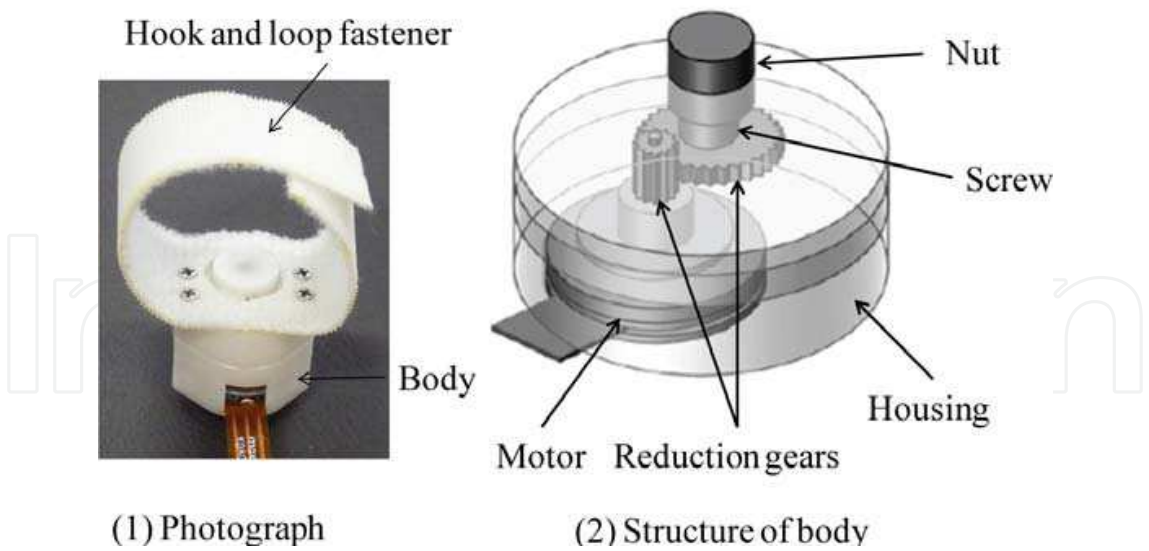 Hook and loop fastener
Body
Nut
Screw
Housing
Motor
Reduction gears
(1) Photograph
(2) Structure of body